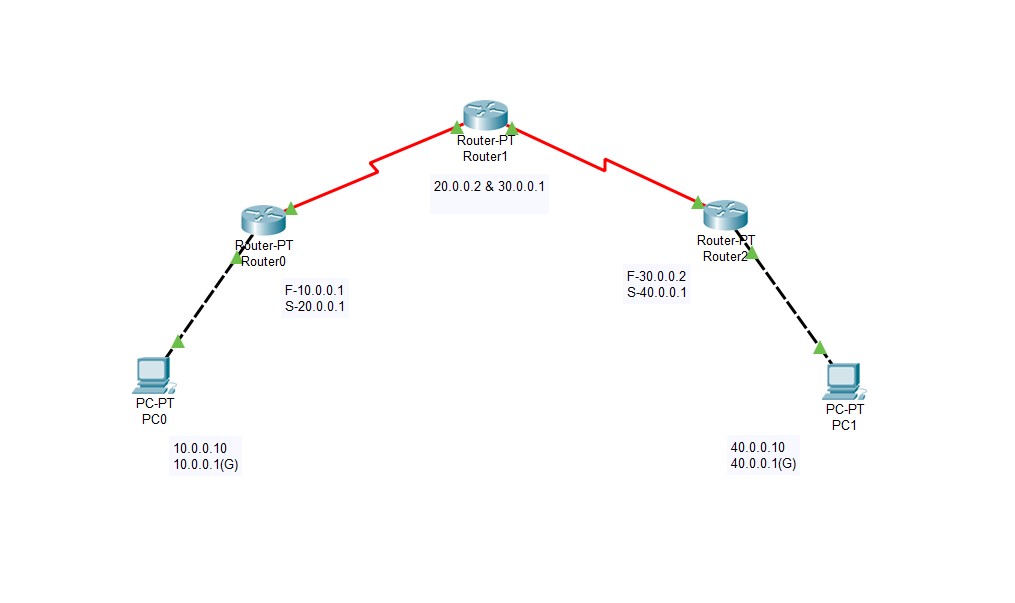 Router-PT
Router1
20.0.0.2 & 30.0.0.1
Router-PT
Router0
F-10.0.0.1
S-20.0.0.1
Router-PT
Router2
F-30.0.0.2
S-40.0.0.1
PC-PT
PC0
10.0.0.10
10.0.0.1(G)
PC-PT
PC1
40.0.0.10
40.0.0.1(G)